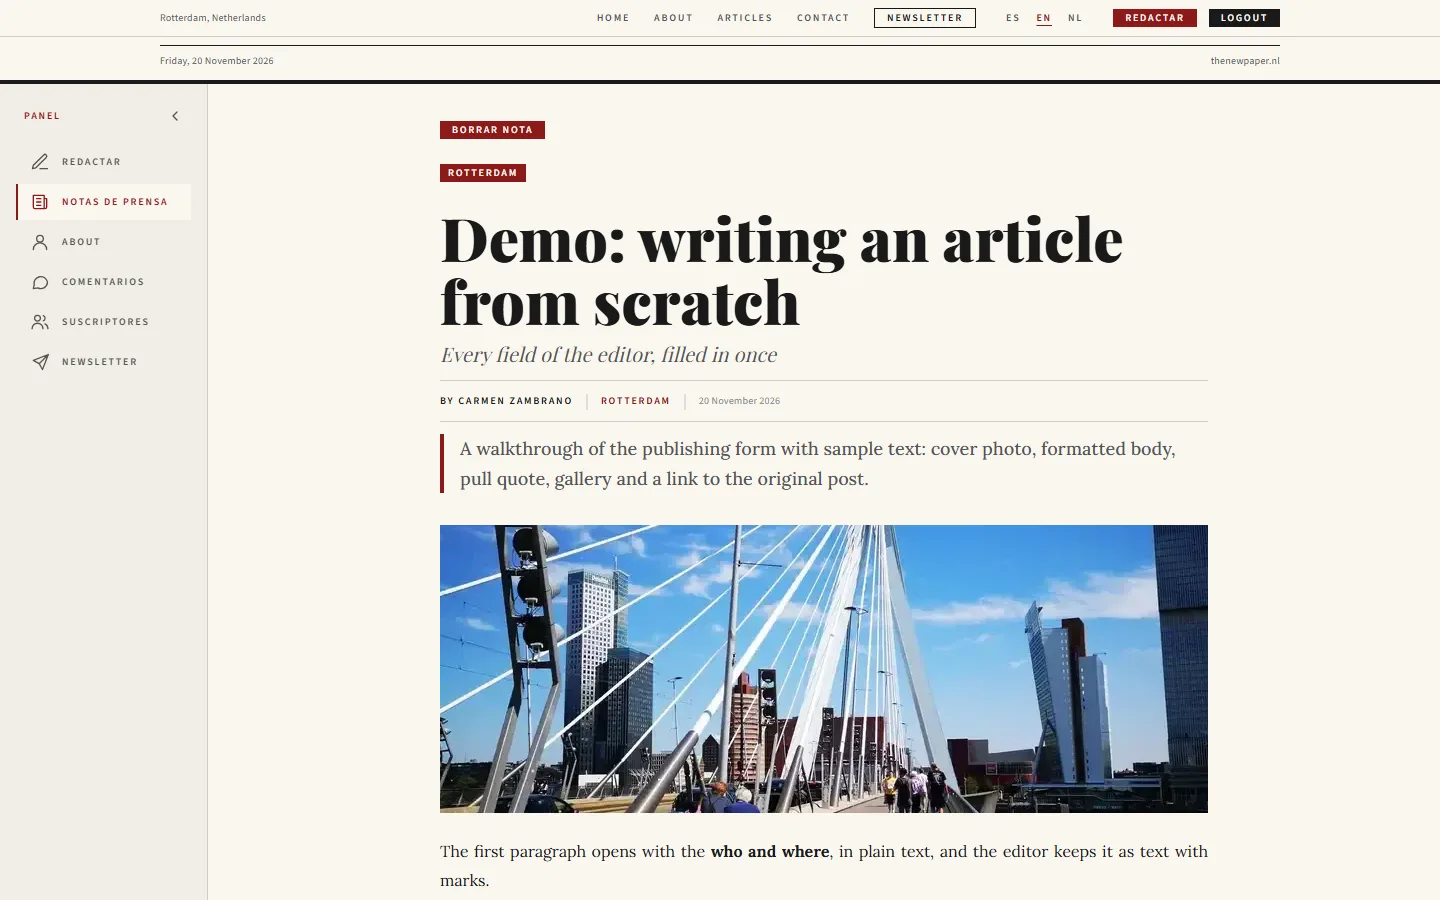 Rotterdam, Netherlands
HOME ABOUT ARTICLES CONTACT NEWSLETTER ES EN NL REDACTAR LOGOUT
Friday, 20 November 2026
thenewpaper.nl
PANEL
REDACTAR
NOTAS DE PRENSA
ABOUT
COMENTARIOS
SUSCRIPTORES
NEWSLETTER
BORRAR NOTA
ROTTERDAM
Demo: writing an article
from scratch
Every field of the editor, filled in once
BY CARMEN ZAMBRANO ROTTERDAM 20 November 2026
A walkthrough of the publishing form with sample text: cover photo, formatted body,
pull quote, gallery and a link to the original post.
The first paragraph opens with the who and where, in plain text, and the editor keeps it as text with
marks.